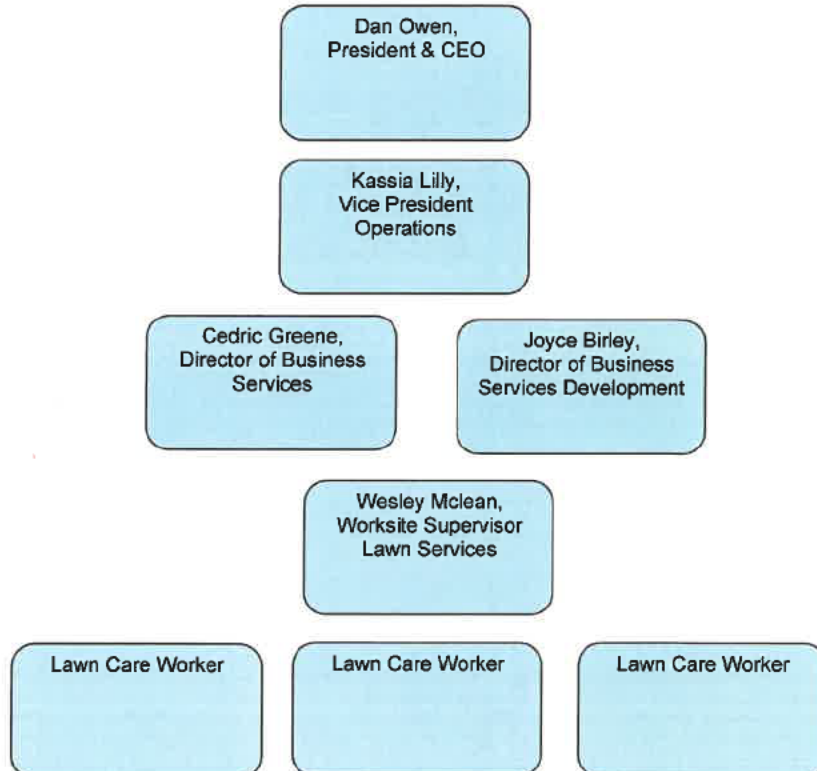 Dan Owen,
President & CEO
Kassia Lilly,
Vice President
Operations
Cedric Greene,
Director of Business
Services
Joyce Birley,
Director of Business
Services Development
Wesley Mclean,
Worksite Supervisor
Lawn Services
Lawn Care Worker
Lawn Care Worker
Lawn Care Worker